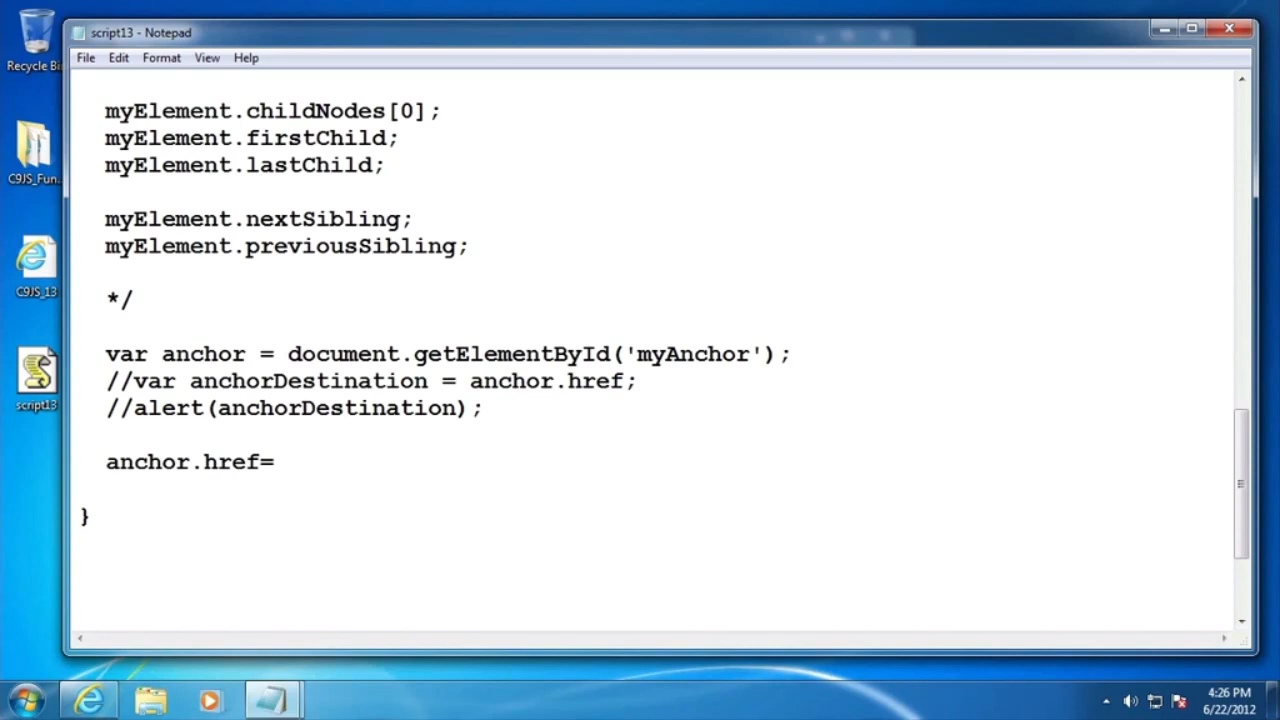 Recycle Bi
script13 - Notepad
File Edit Format View Help
myElement.childNodes[0];
myElement.firstChild;
myElement.lastChild;
myElement.nextSibling;
myElement.previousSibling;
*/
var anchor = document.getElementById('myAnchor');
//var anchorDestination = anchor.href;
//alert(anchorDestination);
anchor.href=
}
C9JS_Fun...
C9JS_13
script13
4:26 PM
6/22/2012